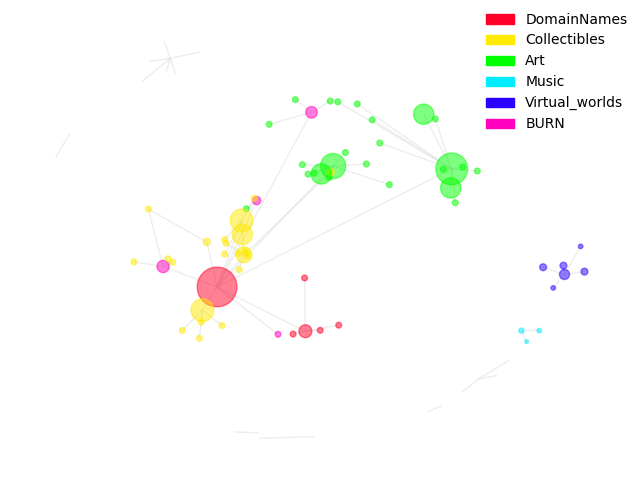 DomainNames
Collectibles
Art
Music
Virtual_worlds
BURN